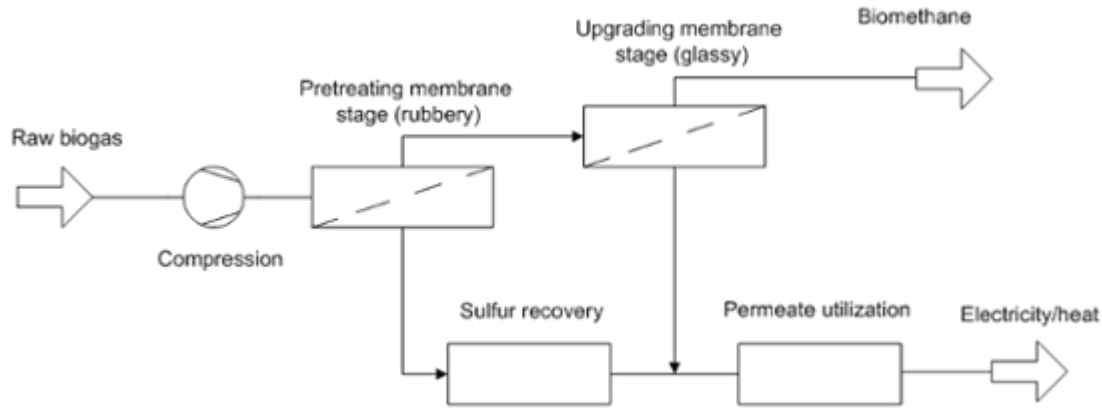 Raw biogas
Compression
Pretreating membrane
stage (rubbery)
Upgrading membrane
stage (glassy)
Biomethane
Sulfur recovery
Permeate utilization
Electricity/heat